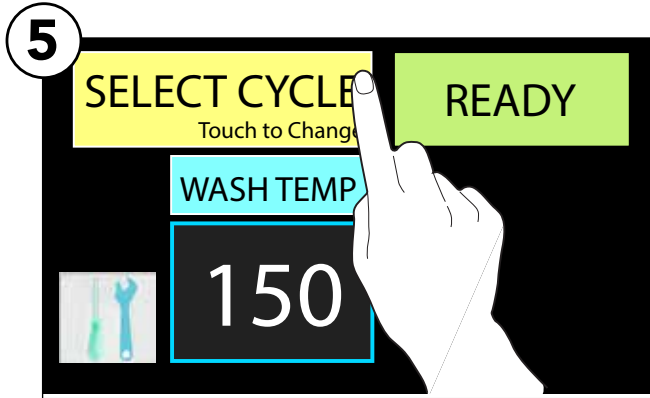 5
SELECT CYCLE
Touch to Change
READY
WASH TEMP
150